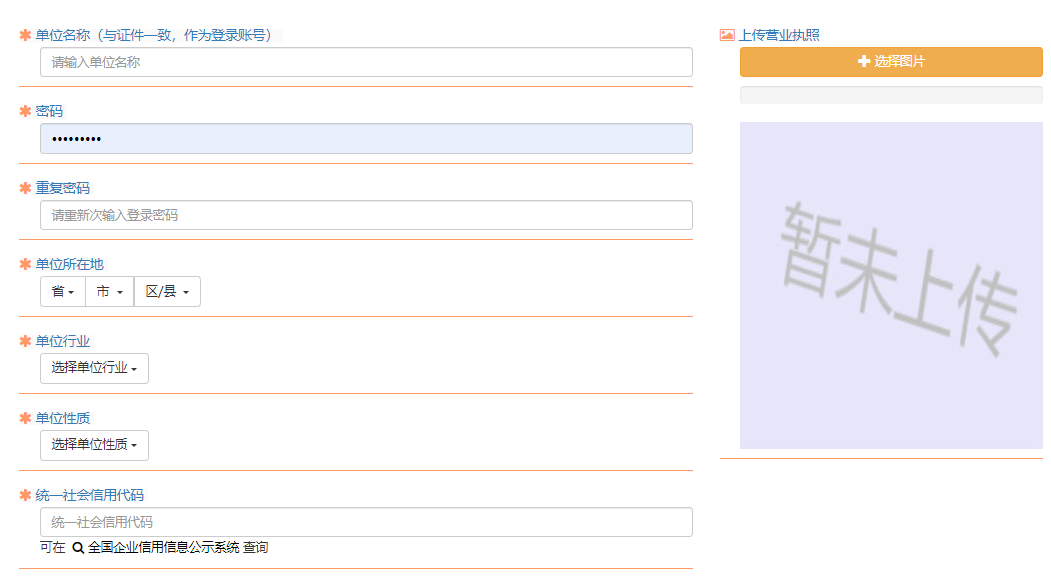 单位名称（与证件一致，作为登录账号）
请输入单位名称
密码
•••••••••
重复密码
请重新次输入登录密码
单位所在地
省 市 区/县
单位行业
选择单位行业
单位性质
选择单位性质
统一社会信用代码
统一社会信用代码
可在 全国企业信用信息公示系统 查询
上传营业执照
选择图片
暂未上传